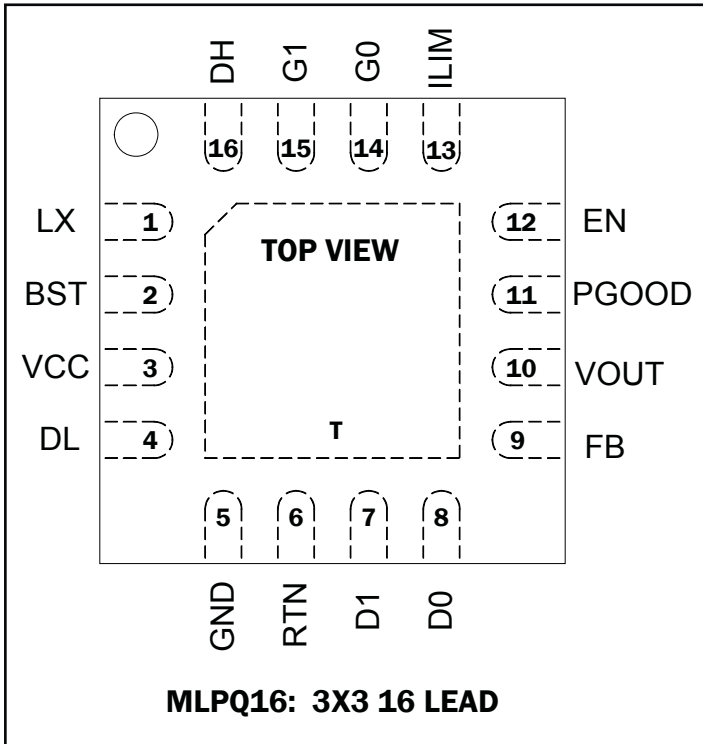 DH G1 G0 ILIM
16 15 14 13
LX 1 12 EN
TOP VIEW
BST 2 11 PGOOD
VCC 3 10 VOUT
DL 4 T 9 FB
5 6 7 8
GND RTN D1 D0
MLPQ16: 3X3 16 LEAD